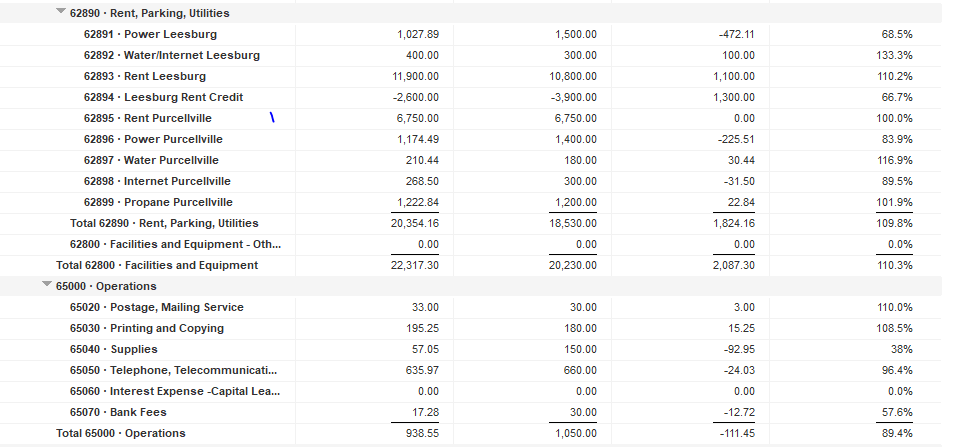 62890 · Rent, Parking, Utilities
62891 · Power Leesburg 1,027.89 1,500.00 -472.11 68.5%
62892 · Water/Internet Leesburg 400.00 300.00 100.00 133.3%
62893 · Rent Leesburg 11,900.00 10,800.00 1,100.00 110.2%
62894 · Leesburg Rent Credit -2,600.00 -3,900.00 1,300.00 66.7%
62895 · Rent Purcellville 6,750.00 6,750.00 0.00 100.0%
62896 · Power Purcellville 1,174.49 1,400.00 -225.51 83.9%
62897 · Water Purcellville 210.44 180.00 30.44 116.9%
62898 · Internet Purcellville 268.50 300.00 -31.50 89.5%
62899 · Propane Purcellville 1,222.84 1,200.00 22.84 101.9%
Total 62890 · Rent, Parking, Utilities 20,354.16 18,530.00 1,824.16 109.8%
62800 · Facilities and Equipment - Oth... 0.00 0.00 0.00 0.0%
Total 62800 · Facilities and Equipment 22,317.30 20,230.00 2,087.30 110.3%
65000 · Operations
65020 · Postage, Mailing Service 33.00 30.00 3.00 110.0%
65030 · Printing and Copying 195.25 180.00 15.25 108.5%
65040 · Supplies 57.05 150.00 -92.95 38%
65050 · Telephone, Telecommunicati... 635.97 660.00 -24.03 96.4%
65060 · Interest Expense -Capital Lea... 0.00 0.00 0.00 0.0%
65070 · Bank Fees 17.28 30.00 -12.72 57.6%
Total 65000 · Operations 938.55 1,050.00 -111.45 89.4%